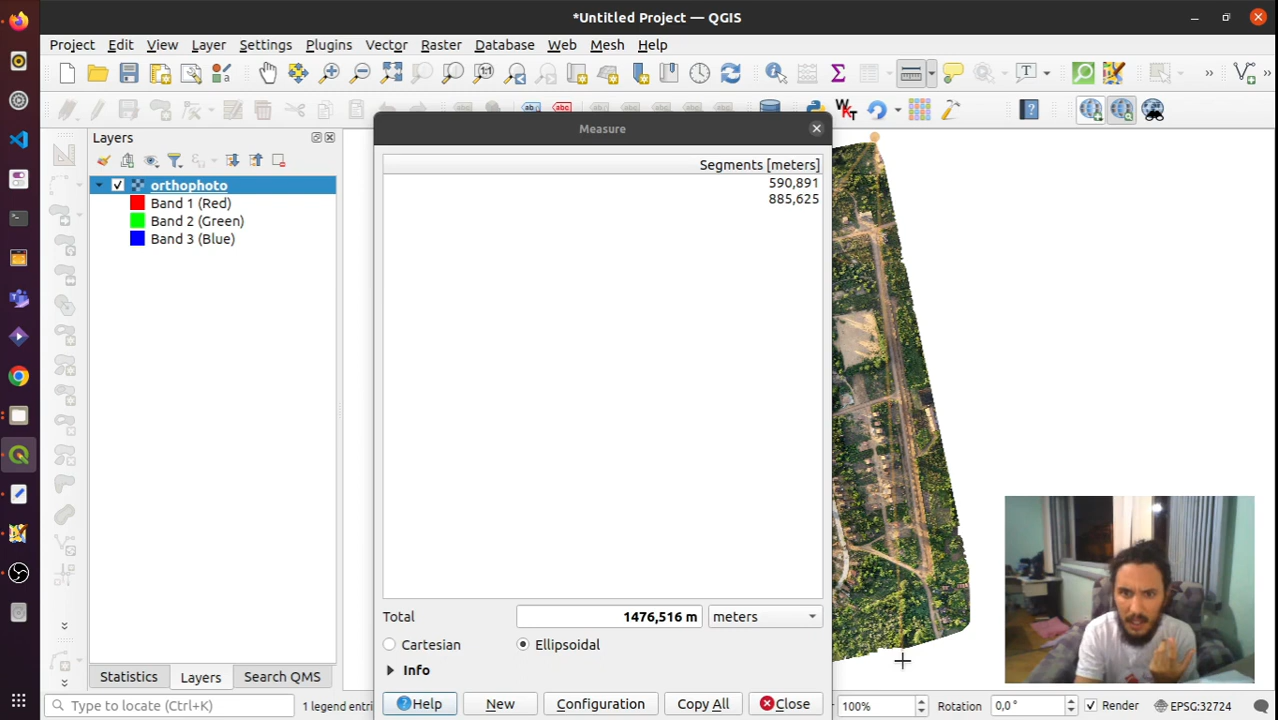 *Untitled Project — QGIS
Project Edit View Layer Settings Plugins Vector Raster Database Web Mesh Help
Layers
Measure
Segments [meters]
590,891
885,625
orthophoto
Band 1 (Red)
Band 2 (Green)
Band 3 (Blue)
Total 1476,516 m meters
Cartesian Ellipsoidal
Info
Statistics Layers Search QMS
Help New Configuration Copy All Close
Type to locate (Ctrl+K) 1 legend entri 100% Rotation 0,0 ° Render EPSG:32724